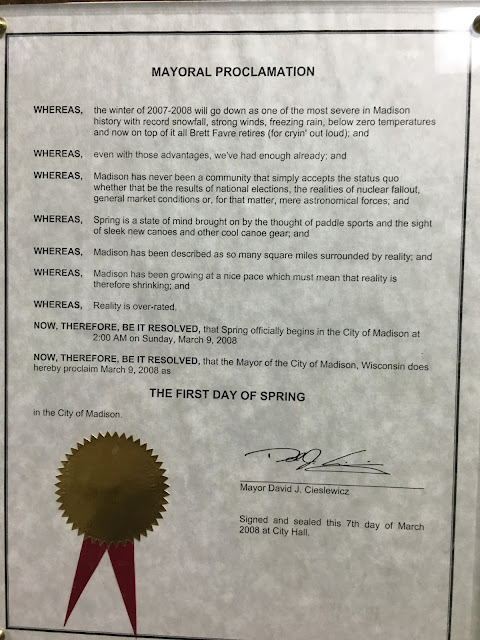 MAYORAL PROCLAMATION
WHEREAS, the winter of 2007-2008 will go down as one of the most severe in Madison
history with record snowfall, strong winds, freezing rain, below zero temperatures
and now on top of it all Brett Favre retires (for cryin' out loud); and
WHEREAS, even with those advantages, we've had enough already; and
WHEREAS, Madison has never been a community that simply accepts the status quo
whether that be the results of national elections, the realities of nuclear fallout,
general market conditions or, for that matter, mere astronomical forces; and
WHEREAS, Spring is a state of mind brought on by the thought of paddle sports and the sight
of sleek new canoes and other cool canoe gear; and
WHEREAS, Madison has been described as so many square miles surrounded by reality; and
WHEREAS, Madison has been growing at a nice pace which must mean that reality is
therefore shrinking; and
WHEREAS, Reality is over-rated.
NOW, THEREFORE, BE IT RESOLVED, that Spring officially begins in the City of Madison at
2:00 AM on Sunday, March 9, 2008
NOW, THEREFORE, BE IT RESOLVED, that the Mayor of the City of Madison, Wisconsin does
hereby proclaim March 9, 2008 as
THE FIRST DAY OF SPRING
in the City of Madison.
Mayor David J. Cieslewicz
Signed and sealed this 7th day of March
2008 at City Hall.